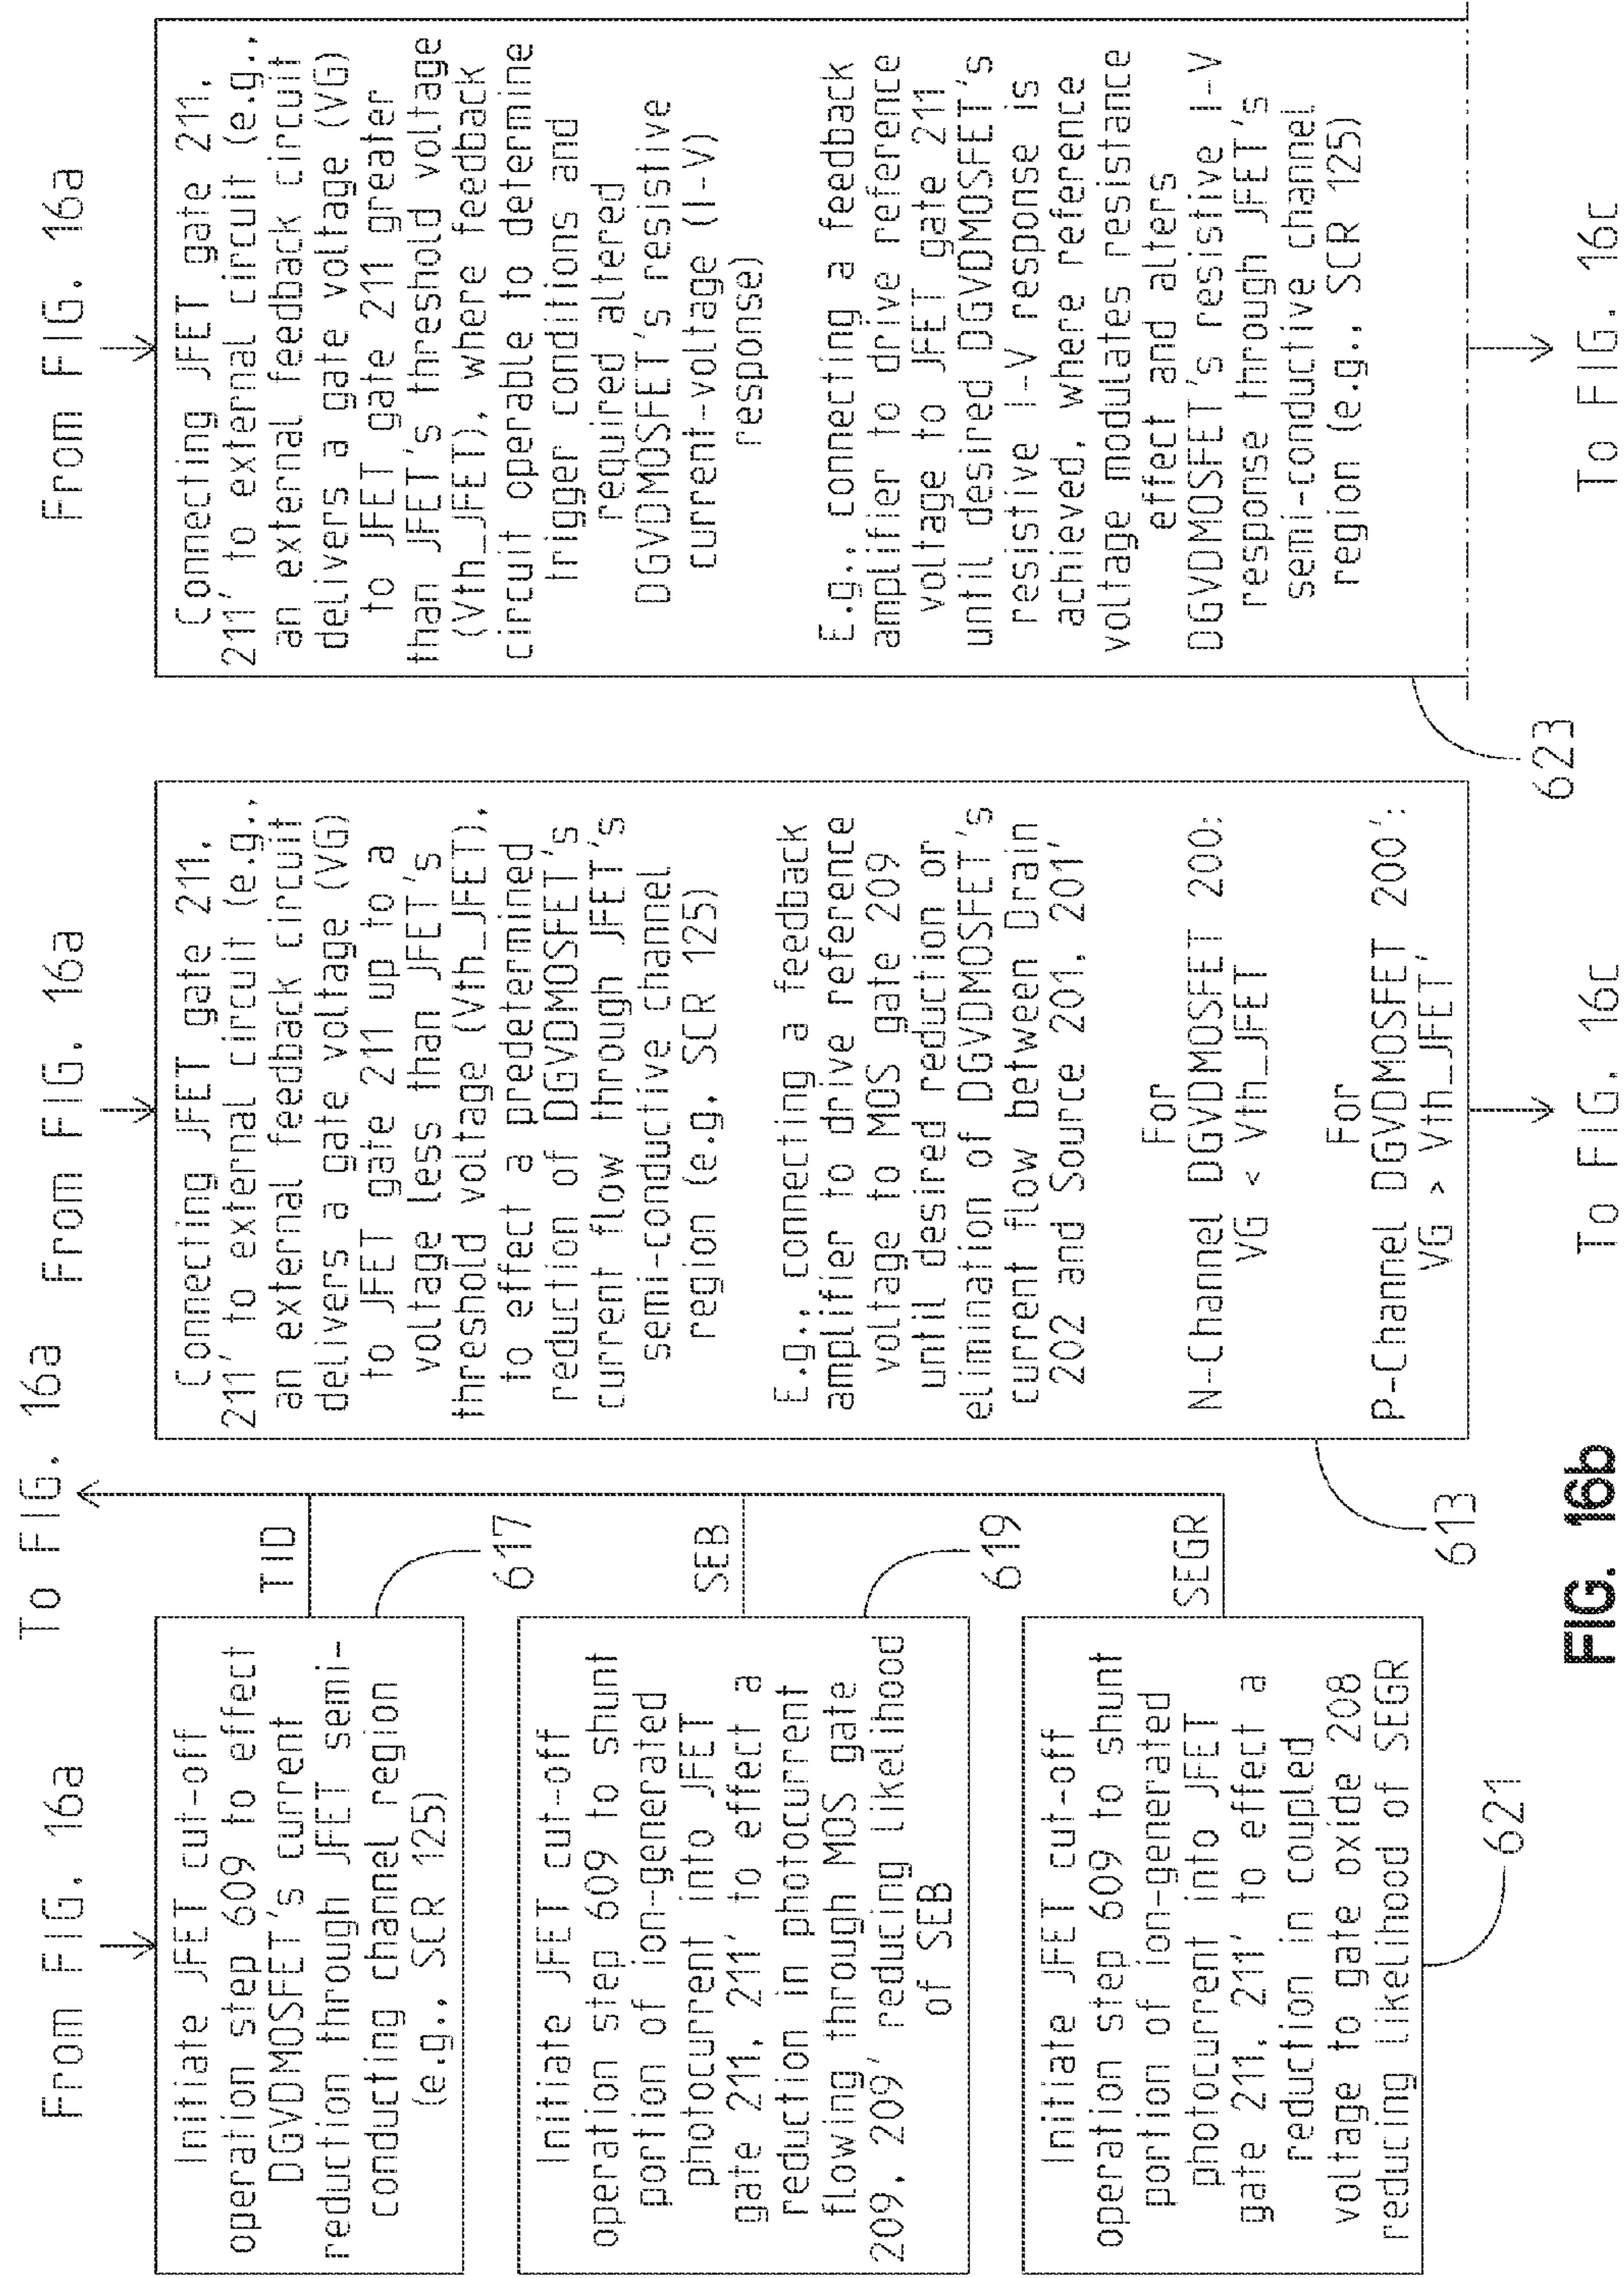 To FIG. 16a
From FIG. 16a
Initiate JFET cut-off
operation step 609 to effect
DGVDMOSFET's current
reduction through JFET semi-
conducting channel region
(e.g., SCR 125)
TID
617
Initiate JFET cut-off
operation step 609 to shunt
portion of ion-generated
photocurrent into JFET
gate 211, 211' to effect a
reduction in photocurrent
flowing through MOS gate
209, 209', reducing likelihood
of SEB
SEB
619
Initiate JFET cut-off
operation step 609 to shunt
portion of ion-generated
photocurrent into JFET
gate 211, 211' to effect a
reduction in coupled
voltage to gate oxide 208
reducing likelihood of SEGR
SEGR
621
From FIG. 16a
Connecting JFET gate 211,
211' to external circuit (e.g.,
an external feedback circuit
delivers a gate voltage (VG)
to JFET gate 211 up to a
voltage less than JFET's
threshold voltage (Vth_JFET),
to effect a predetermined
reduction of DGVDMOSFET's
current flow through JFET's
semi-conductive channel
region (e.g. SCR 125)
E.g., connecting a feedback
amplifier to drive reference
voltage to MOS gate 209
until desired reduction or
elimination of DGVDMOSFET's
current flow between Drain
202 and Source 201, 201'
For
N-Channel DGVDMOSFET 200:
VG < Vth_JFET
For
P-Channel DGVDMOSFET 200':
VG > Vth_JFET'
613
To FIG. 16c
From FIG. 16a
Connecting JFET gate 211,
211' to external circuit (e.g.,
an external feedback circuit
delivers a gate voltage (VG)
to JFET gate 211 greater
than JFET's threshold voltage
(Vth_JFET), where feedback
circuit operable to determine
trigger conditions and
required altered
DGVDMOSFET's resistive
current-voltage (I-V)
response)
E.g., connecting a feedback
amplifier to drive reference
voltage to JFET gate 211
until desired DGVDMOSFET's
resistive I-V response is
achieved, where reference
voltage modulates resistance
effect and alters
DGVDMOSFET's resistive I-V
response through JFET's
semi-conductive channel
region (e.g., SCR 125)
623
To FIG. 16c
FIG. 16b